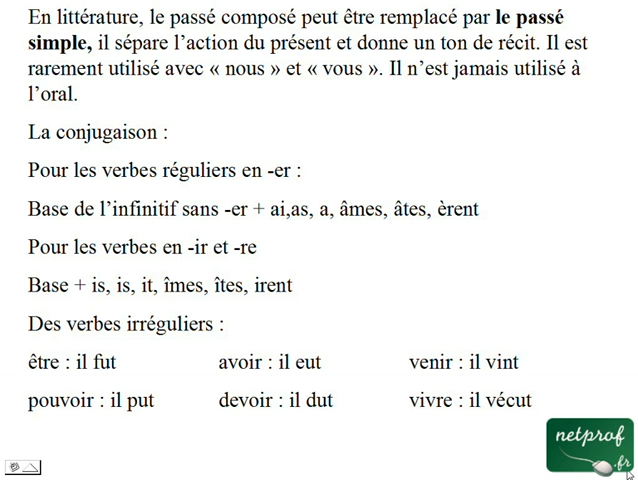 En littérature, le passé composé peut être remplacé par le passé
simple, il sépare l’action du présent et donne un ton de récit. Il est
rarement utilisé avec « nous » et « vous ». Il n’est jamais utilisé à
l’oral.
La conjugaison :
Pour les verbes réguliers en -er :
Base de l’infinitif sans -er + ai,as, a, âmes, âtes, èrent
Pour les verbes en -ir et -re
Base + is, is, it, îmes, îtes, irent
Des verbes irréguliers :
être : il fut avoir : il eut venir : il vint
pouvoir : il put devoir : il dut vivre : il vécut
netprof
.fr